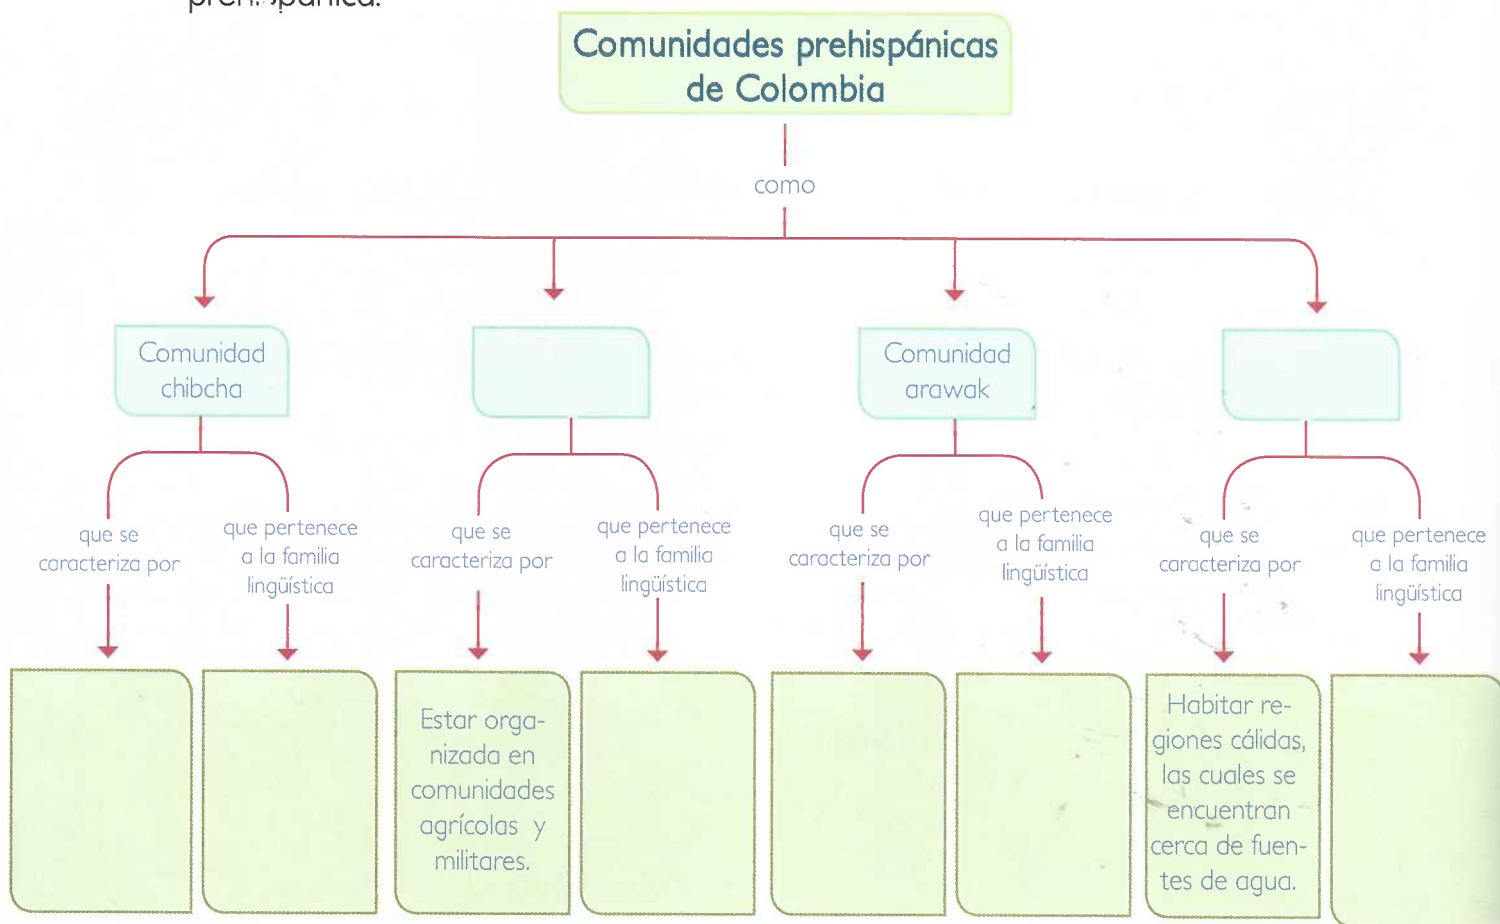 prehispánica.
Comunidades prehispánicas
de Colombia
como
Comunidad
chibcha
Comunidad
arawak
que se
caracteriza por
que pertenece
a la familia
lingüística
que se
caracteriza por
que pertenece
a la familia
lingüística
que se
caracteriza por
que pertenece
a la familia
lingüística
que se
caracteriza por
que pertenece
a la familia
lingüística
Estar orga-
nizada en
comunidades
agrícolas y
militares.
Habitar re-
giones cálidas,
las cuales se
encuentran
cerca de fuen-
tes de agua.